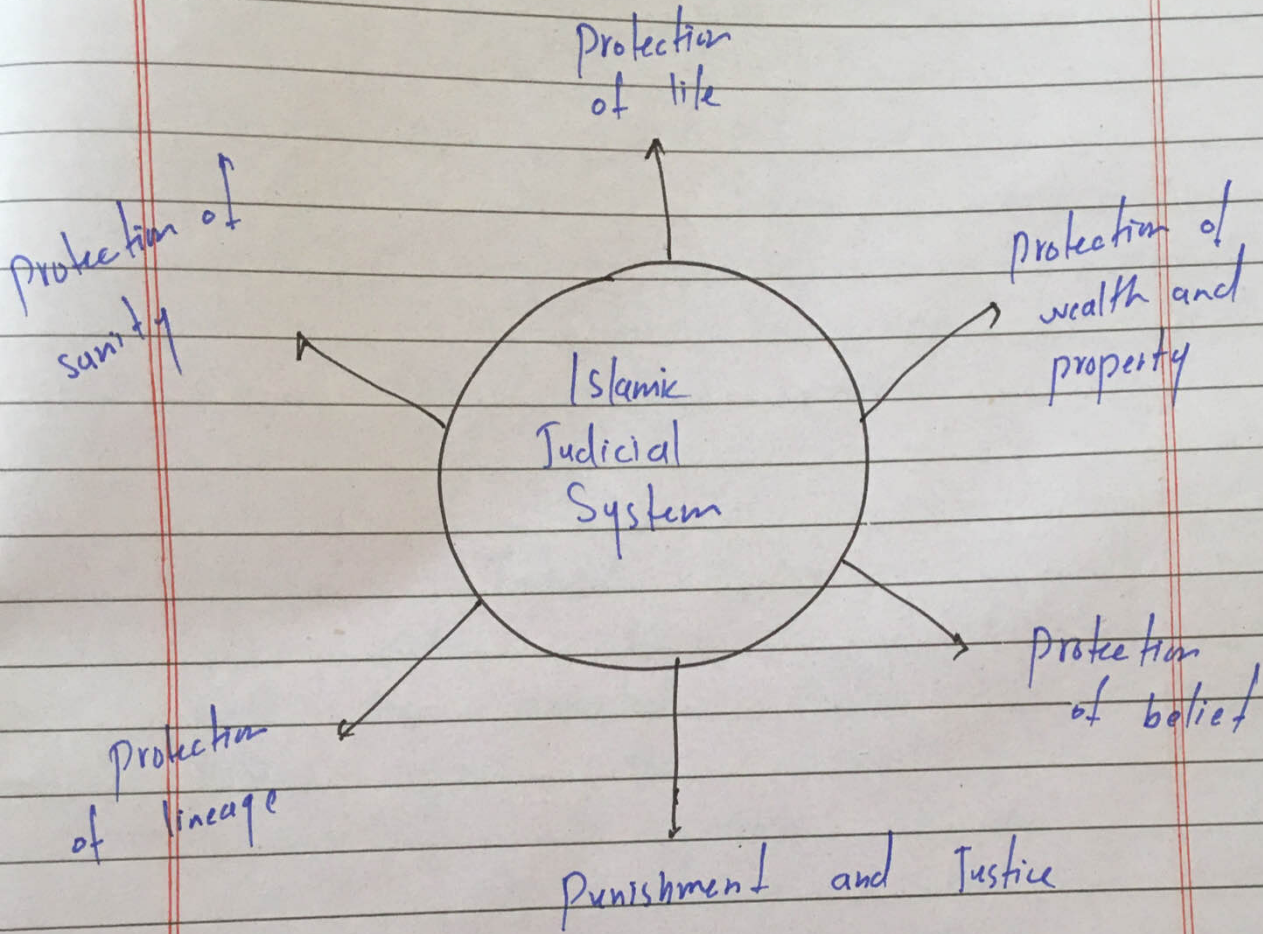 Protection
of life
Protection of
sanity
Protection of
wealth and
property
Islamic
Judicial
System
Protection
of belief
Protection
of lineage
Punishment and Justice